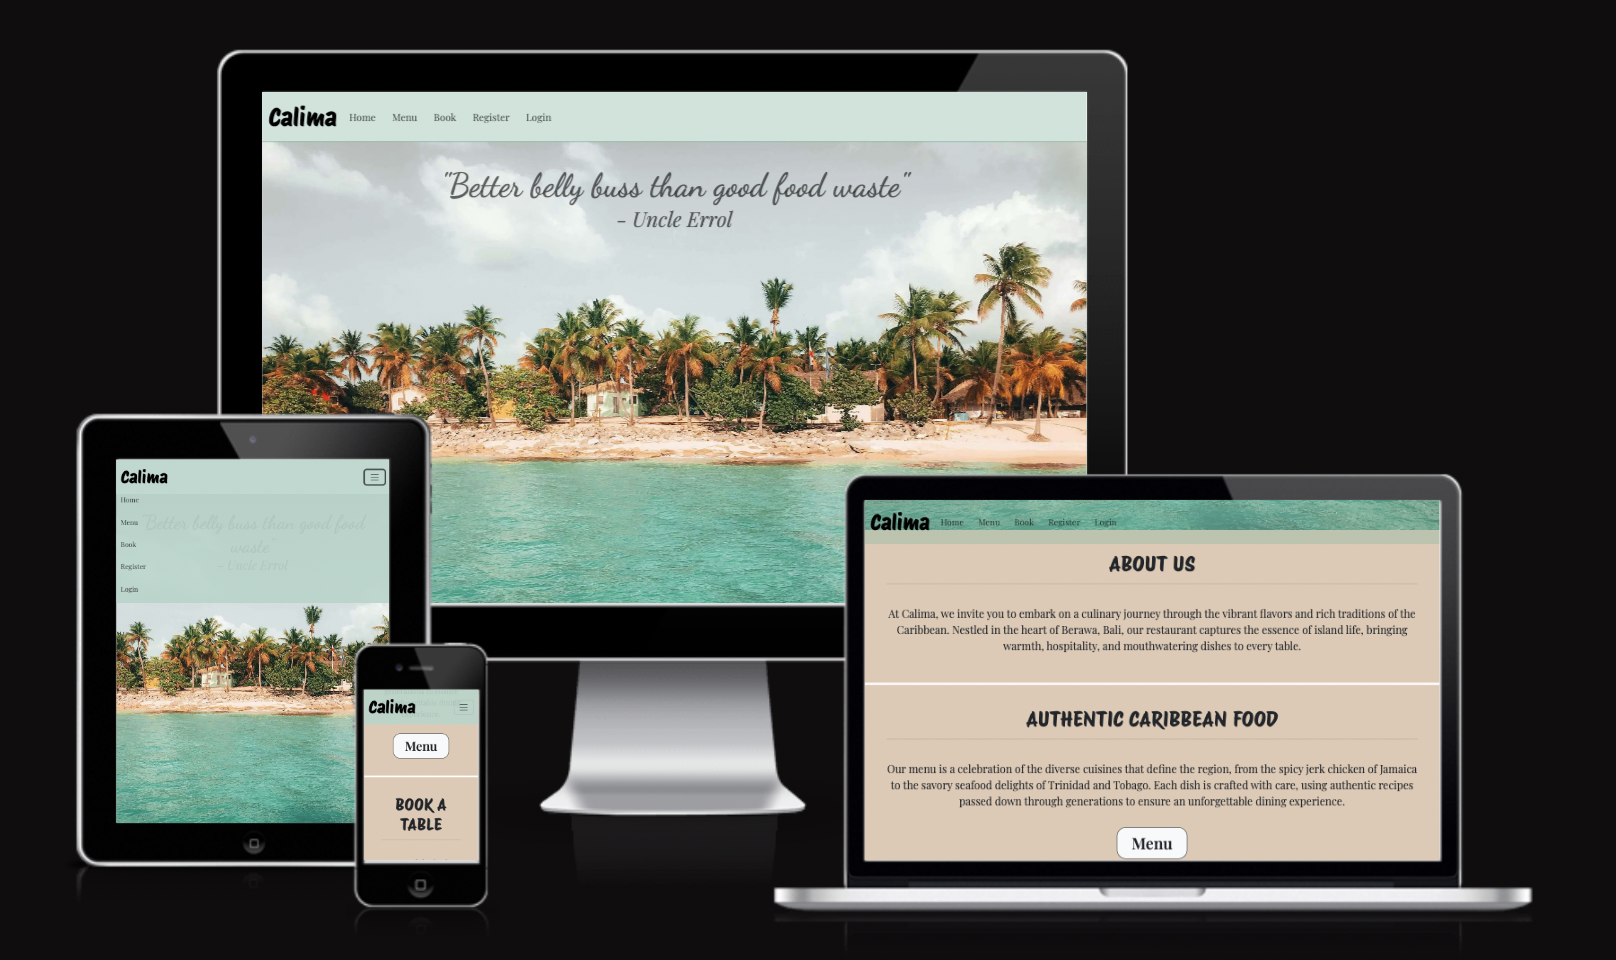 Calima Home Menu Book Register Login
"Better belly buss than good food waste"
- Uncle Errol
Calima
Home
Menu
"Better belly buss than good food
Book
waste"
Register
- Uncle Errol
Login
Calima
Menu
BOOK A
TABLE
Calima Home Menu Book Register Login
ABOUT US
At Calima, we invite you to embark on a culinary journey through the vibrant flavors and rich traditions of the
Caribbean. Nestled in the heart of Berawa, Bali, our restaurant captures the essence of island life, bringing
warmth, hospitality, and mouthwatering dishes to every table.
AUTHENTIC CARIBBEAN FOOD
Our menu is a celebration of the diverse cuisines that define the region, from the spicy jerk chicken of Jamaica
to the savory seafood delights of Trinidad and Tobago. Each dish is crafted with care, using authentic recipes
passed down through generations to ensure an unforgettable dining experience.
Menu